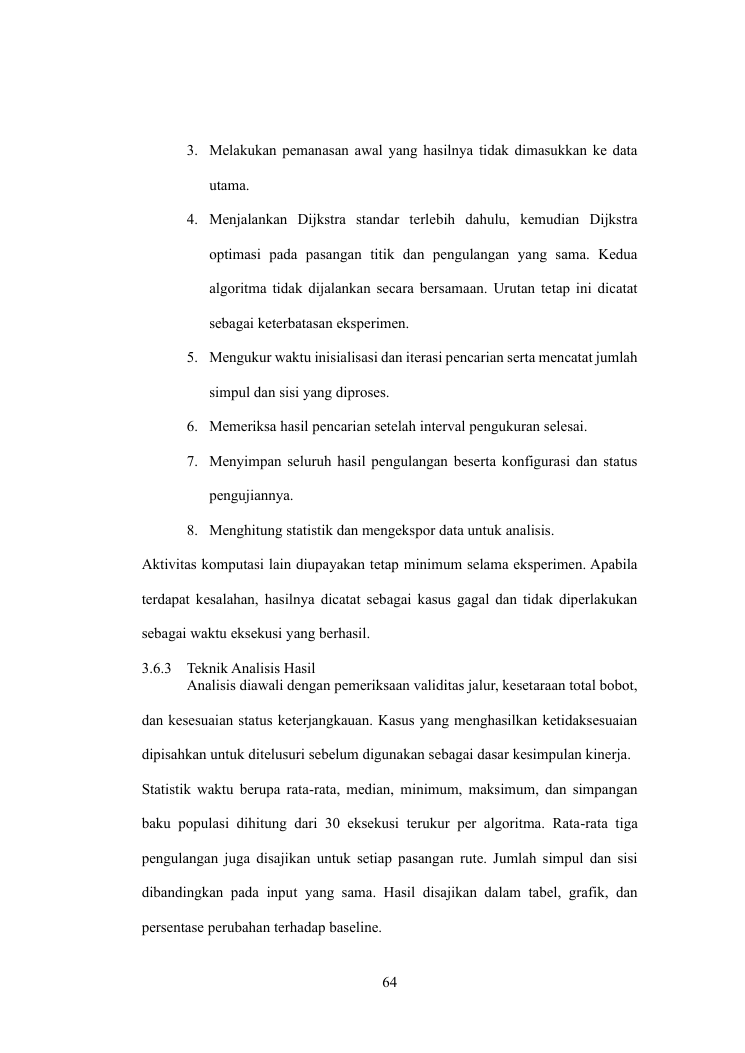 3. Melakukan pemanasan awal yang hasilnya tidak dimasukkan ke data
utama.
4. Menjalankan Dijkstra standar terlebih dahulu, kemudian Dijkstra
optimasi pada pasangan titik dan pengulangan yang sama. Kedua
algoritma tidak dijalankan secara bersamaan. Urutan tetap ini dicatat
sebagai keterbatasan eksperimen.
5. Mengukur waktu inisialisasi dan iterasi pencarian serta mencatat jumlah
simpul dan sisi yang diproses.
6. Memeriksa hasil pencarian setelah interval pengukuran selesai.
7. Menyimpan seluruh hasil pengulangan beserta konfigurasi dan status
pengujiannya.
8. Menghitung statistik dan mengekspor data untuk analisis.
Aktivitas komputasi lain diupayakan tetap minimum selama eksperimen. Apabila
terdapat kesalahan, hasilnya dicatat sebagai kasus gagal dan tidak diperlakukan
sebagai waktu eksekusi yang berhasil.
3.6.3 Teknik Analisis Hasil
Analisis diawali dengan pemeriksaan validitas jalur, kesetaraan total bobot,
dan kesesuaian status keterjangkauan. Kasus yang menghasilkan ketidaksesuaian
dipisahkan untuk ditelusuri sebelum digunakan sebagai dasar kesimpulan kinerja.
Statistik waktu berupa rata-rata, median, minimum, maksimum, dan simpangan
baku populasi dihitung dari 30 eksekusi terukur per algoritma. Rata-rata tiga
pengulangan juga disajikan untuk setiap pasangan rute. Jumlah simpul dan sisi
dibandingkan pada input yang sama. Hasil disajikan dalam tabel, grafik, dan
persentase perubahan terhadap baseline.
64